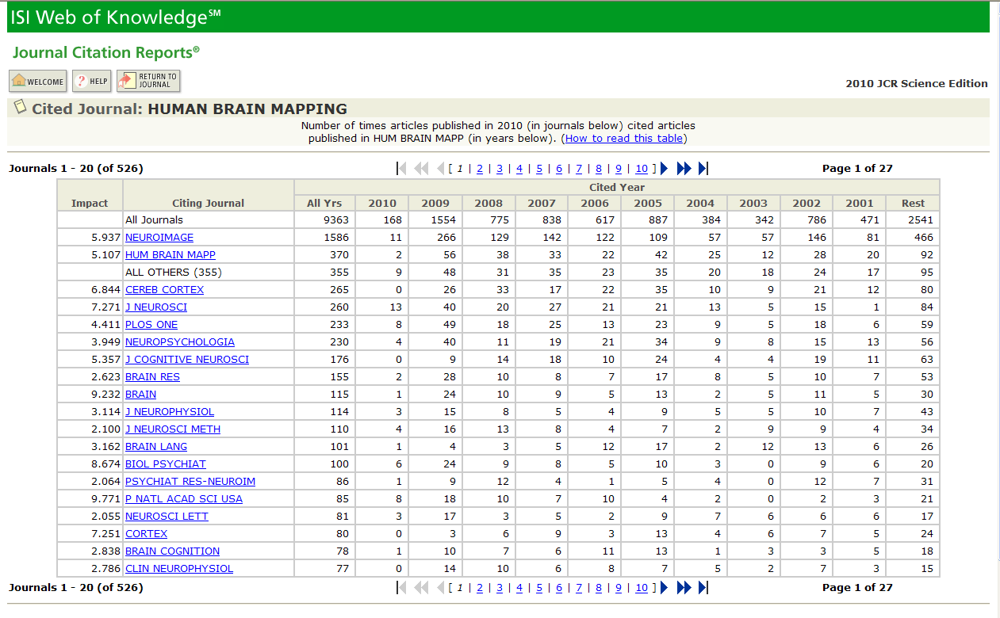 ISI Web of Knowledge℠
Journal Citation Reports®
WELCOME ? HELP RETURN TO JOURNAL
2010 JCR Science Edition
Cited Journal: HUMAN BRAIN MAPPING
Number of times articles published in 2010 (in journals below) cited articles
published in HUM BRAIN MAPP (in years below). (How to read this table)
Journals 1 - 20 (of 526) [ 1 | 2 | 3 | 4 | 5 | 6 | 7 | 8 | 9 | 10 ] Page 1 of 27
Cited Year
Impact Citing Journal All Yrs 2010 2009 2008 2007 2006 2005 2004 2003 2002 2001 Rest
All Journals 9363 168 1554 775 838 617 887 384 342 786 471 2541
5.937 NEUROIMAGE 1586 11 266 129 142 122 109 57 57 146 81 466
5.107 HUM BRAIN MAPP 370 2 56 38 33 22 42 25 12 28 20 92
ALL OTHERS (355) 355 9 48 31 35 23 35 20 18 24 17 95
6.844 CEREB CORTEX 265 0 26 33 17 22 35 10 9 21 12 80
7.271 J NEUROSCI 260 13 40 20 27 21 21 13 5 15 1 84
4.411 PLOS ONE 233 8 49 18 25 13 23 9 5 18 6 59
3.949 NEUROPSYCHOLOGIA 230 4 40 11 19 21 34 9 8 15 13 56
5.357 J COGNITIVE NEUROSCI 176 0 9 14 18 10 24 4 4 19 11 63
2.623 BRAIN RES 155 2 28 10 8 7 17 8 5 10 7 53
9.232 BRAIN 115 1 24 10 9 5 13 2 5 11 5 30
3.114 J NEUROPHYSIOL 114 3 15 8 5 4 9 5 5 10 7 43
2.100 J NEUROSCI METH 110 4 16 13 8 4 7 2 9 9 4 34
3.162 BRAIN LANG 101 1 4 3 5 12 17 2 12 13 6 26
8.674 BIOL PSYCHIAT 100 6 24 9 8 5 10 3 0 9 6 20
2.064 PSYCHIAT RES-NEUROIM 86 1 9 12 4 1 5 4 0 12 7 31
9.771 P NATL ACAD SCI USA 85 8 18 10 7 10 4 2 0 2 3 21
2.055 NEUROSCI LETT 81 3 17 3 5 2 9 7 6 6 6 17
7.251 CORTEX 80 0 3 6 9 3 13 4 6 7 5 24
2.838 BRAIN COGNITION 78 1 10 7 6 11 13 1 3 3 5 18
2.786 CLIN NEUROPHYSIOL 77 0 14 10 6 8 7 5 2 7 3 15
Journals 1 - 20 (of 526) [ 1 | 2 | 3 | 4 | 5 | 6 | 7 | 8 | 9 | 10 ] Page 1 of 27